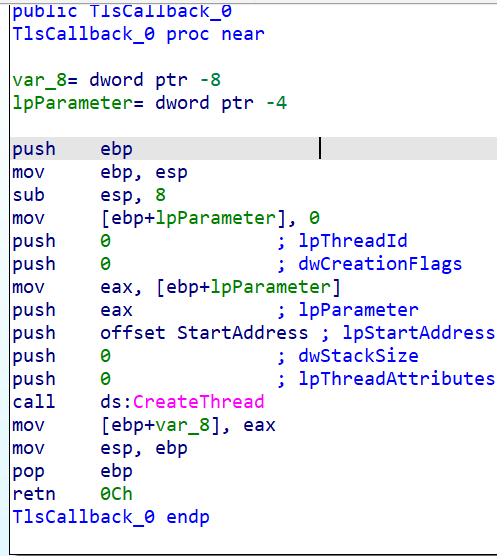 public TlsCallback_0
TlsCallback_0 proc near
var_8= dword ptr -8
lpParameter= dword ptr -4
push ebp
mov ebp, esp
sub esp, 8
mov [ebp+lpParameter], 0
push 0 ; lpThreadId
push 0 ; dwCreationFlags
mov eax, [ebp+lpParameter]
push eax ; lpParameter
push offset StartAddress ; lpStartAddress
push 0 ; dwStackSize
push 0 ; lpThreadAttributes
call ds:CreateThread
mov [ebp+var_8], eax
mov esp, ebp
pop ebp
retn 0Ch
TlsCallback_0 endp